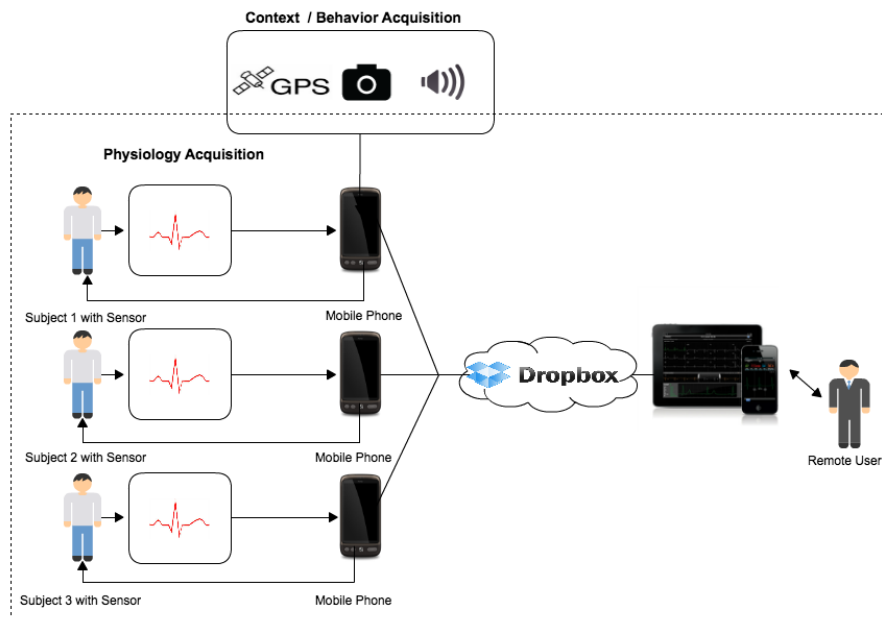 Context / Behavior Acquisition
GPS
Physiology Acquisition
Subject 1 with Sensor
Mobile Phone
Dropbox
Subject 2 with Sensor
Mobile Phone
Remote User
Subject 3 with Sensor
Mobile Phone